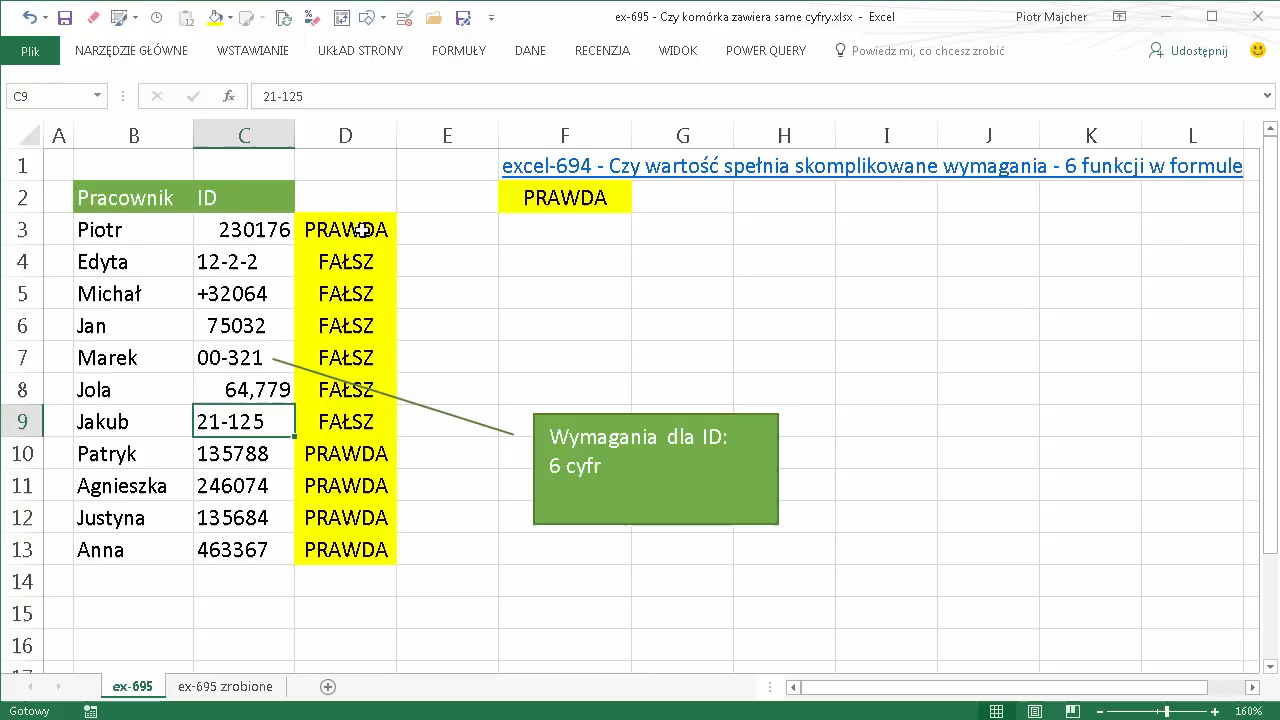 12
ex-695 - Czy komórka zawiera same cyfry.xlsx - Excel
Piotr Majcher
Plik
NARZĘDZIE GŁÓWNE
WSTAWIANIE
UKŁAD STRONY
FORMUŁY
DANE
RECENZJA
WIDOK
POWER QUERY
Powiedz mi, co chcesz zrobić
Udostępnij
C9
fx
21-125
A B C D E F G H I J K L
1 excel-694 - Czy wartość spełnia skomplikowane wymagania - 6 funkcji w formule
2 Pracownik ID PRAWDA
3 Piotr 230176 PRAWDA
4 Edyta 12-2-2 FAŁSZ
5 Michał +32064 FAŁSZ
6 Jan 75032 FAŁSZ
7 Marek 00-321 FAŁSZ
8 Jola 64,779 FAŁSZ
9 Jakub 21-125 FAŁSZ
10 Patryk 135788 PRAWDA
11 Agnieszka 246074 PRAWDA
12 Justyna 135684 PRAWDA
13 Anna 463367 PRAWDA
14
15
16
Wymagania dla ID:
6 cyfr
ex-695
ex-695 zrobione
Gotowy
160%